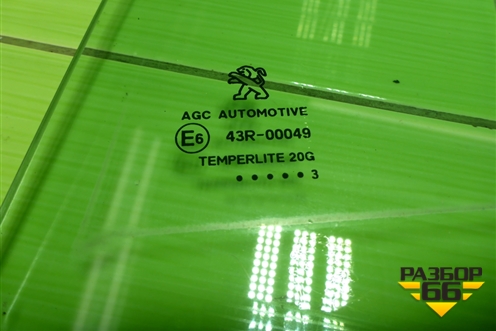 AGC AUTOMOTIVE
E6 43R-00049
TEMPERLITE 20G
• • • • • 3
РАЗБОР
66